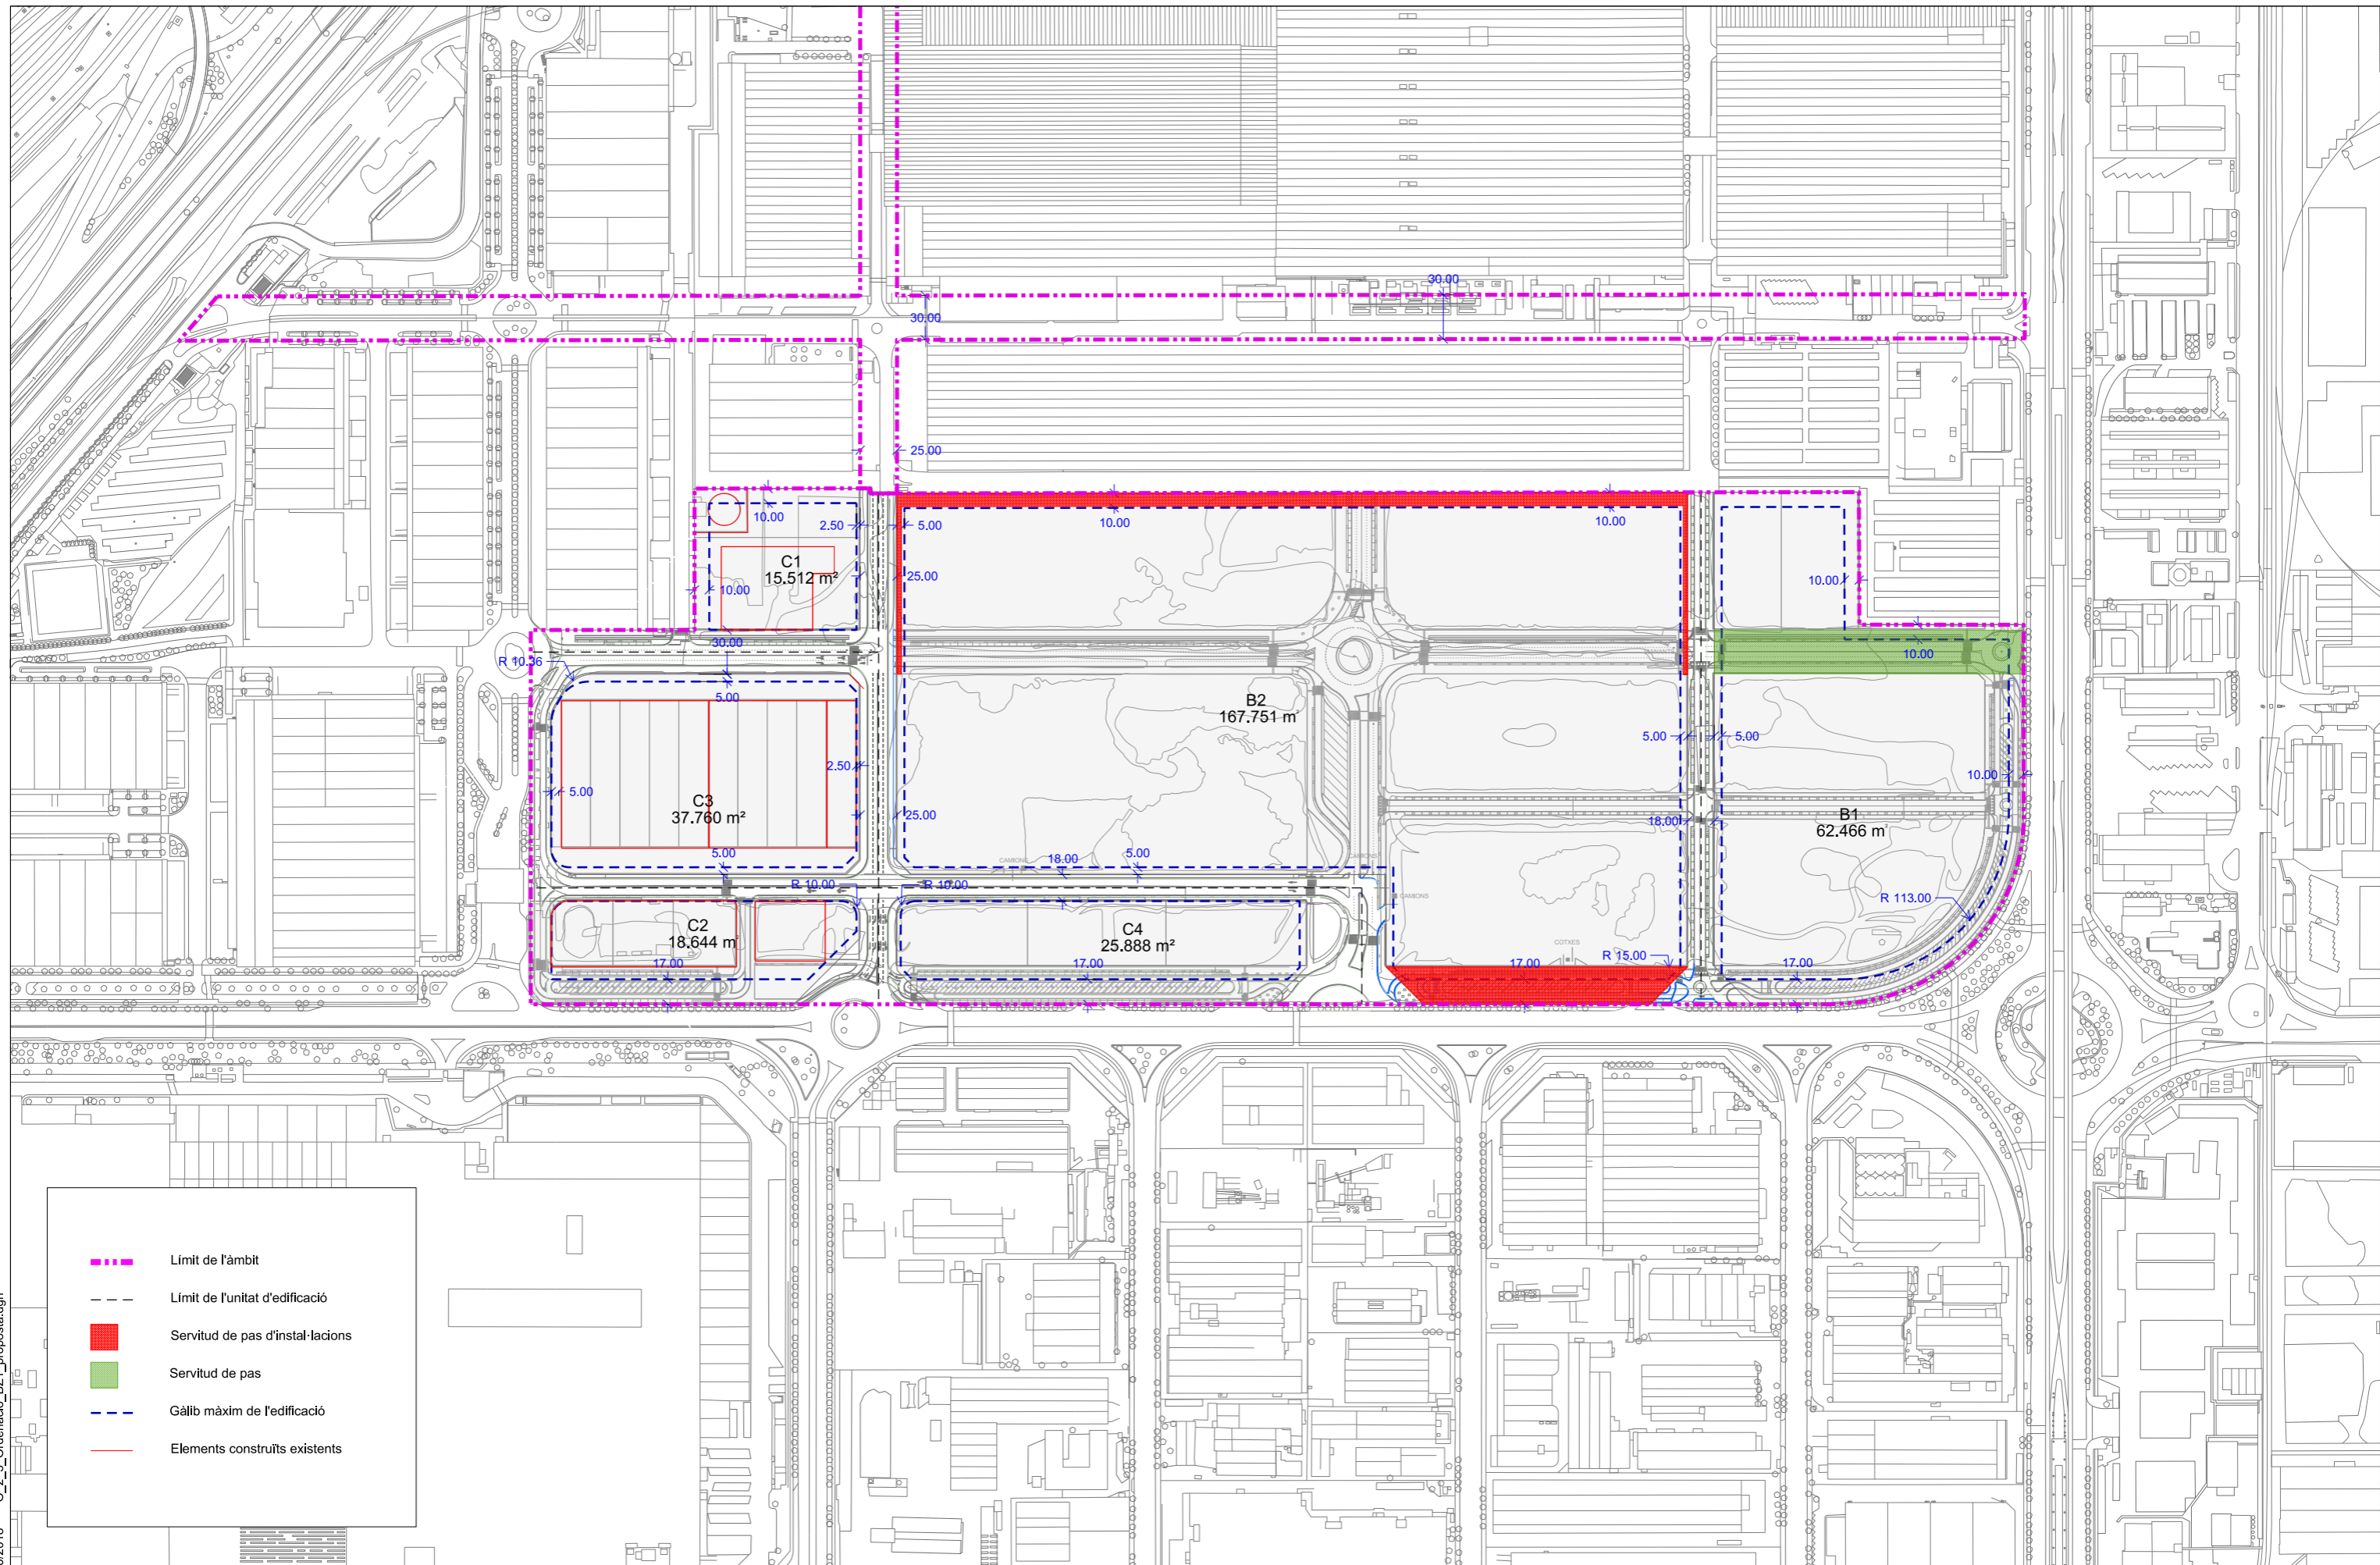 30.00
30.00
25.00
10.00
2.50
5.00
10.00
10.00
C1
15.512 m²
25.00
10.00
10.00
30.00
R 10.36
5.00
10.00
B2
167.751 m²
5.00
5.00
2.50
10.00
5.00
C3
37.760 m²
25.00
18.00
B1
62.466 m²
5.00
CAMIONS
18.00
5.00
CAMIONS
R 10.00
R 10.00
CAMIONS
R 113.00
C2
18.644 m²
C4
25.888 m²
COTXES
R 15.00
17.00
17.00
17.00
17.00
Límit de l'àmbit
Límit de l'unitat d'edificació
Servitud de pas d'instal·lacions
Servitud de pas
Gàlib màxim de l'edificació
Elements construïts existents